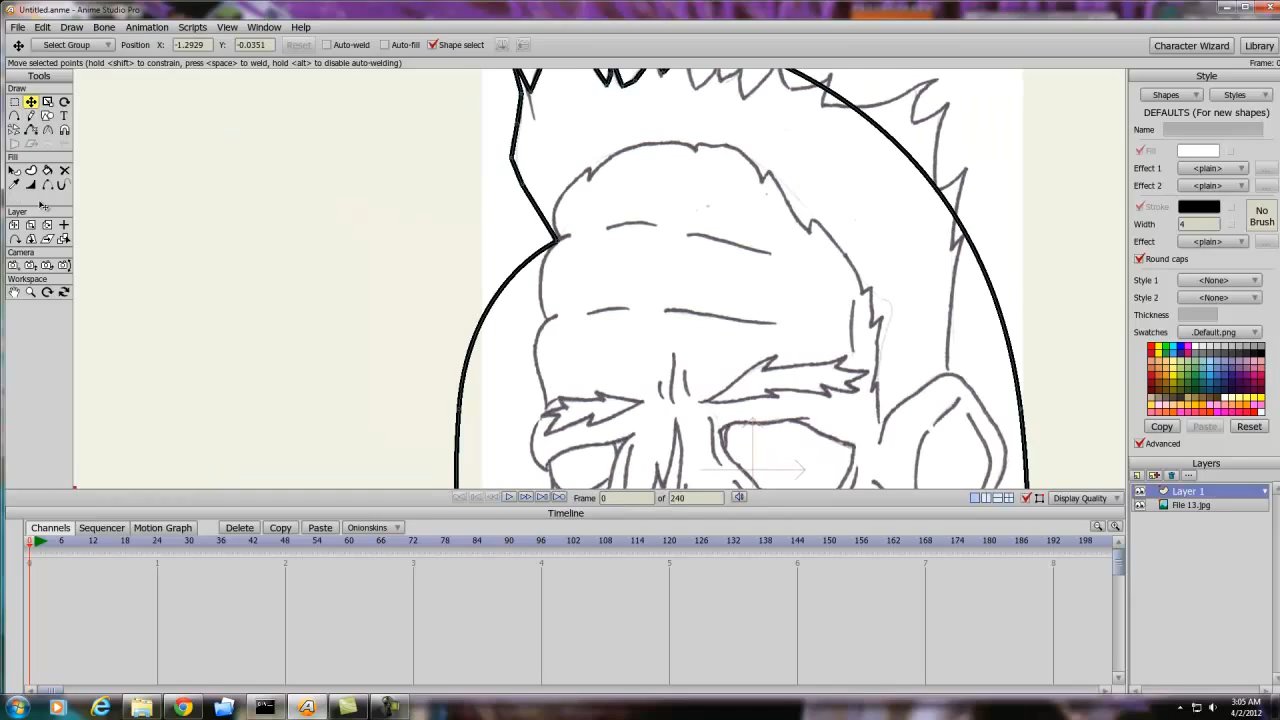 Untitled.anme - Anime Studio Pro
File Edit Draw Bone Animation Scripts View Window Help
Select Group Position X: -1.2929 Y: -0.0351 Reset Auto-weld Auto-fill Shape select Character Wizard Library
Move selected points (hold <shift> to constrain, press <space> to weld, hold <alt> to disable auto-welding) Frame: 0
Tools
Draw
T
Fill
Layer
Camera
Workspace
Style
Shapes Styles
DEFAULTS (For new shapes)
Name
Fill
Effect 1 <plain> ...
Effect 2 <plain> ...
Stroke
No Brush
Width 4
Effect <plain> ...
Round caps
Style 1 <None>
Style 2 <None>
Thickness
Swatches .Default.png
Copy Paste Reset
Advanced
Layers
Layer 1
File 13.jpg
Frame 0 of 240 Display Quality
Timeline
Channels Sequencer Motion Graph Delete Copy Paste Onionskins
0 6 12 18 24 30 36 42 48 54 60 66 72 78 84 90 96 102 108 114 120 126 132 138 144 150 156 162 168 174 180 186 192 198
0 1 2 3 4 5 6 7 8
3:05 AM
4/2/2012